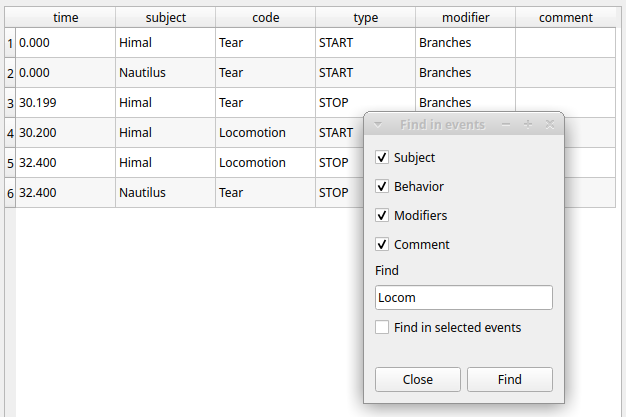 time subject code type modifier comment
1 0.000 Himal Tear START Branches
2 0.000 Nautilus Tear START Branches
3 30.199 Himal Tear STOP Branches
4 30.200 Himal Locomotion START
5 32.400 Himal Locomotion STOP
6 32.400 Nautilus Tear STOP
Find in events
Subject
Behavior
Modifiers
Comment
Find
Locom
Find in selected events
Close Find